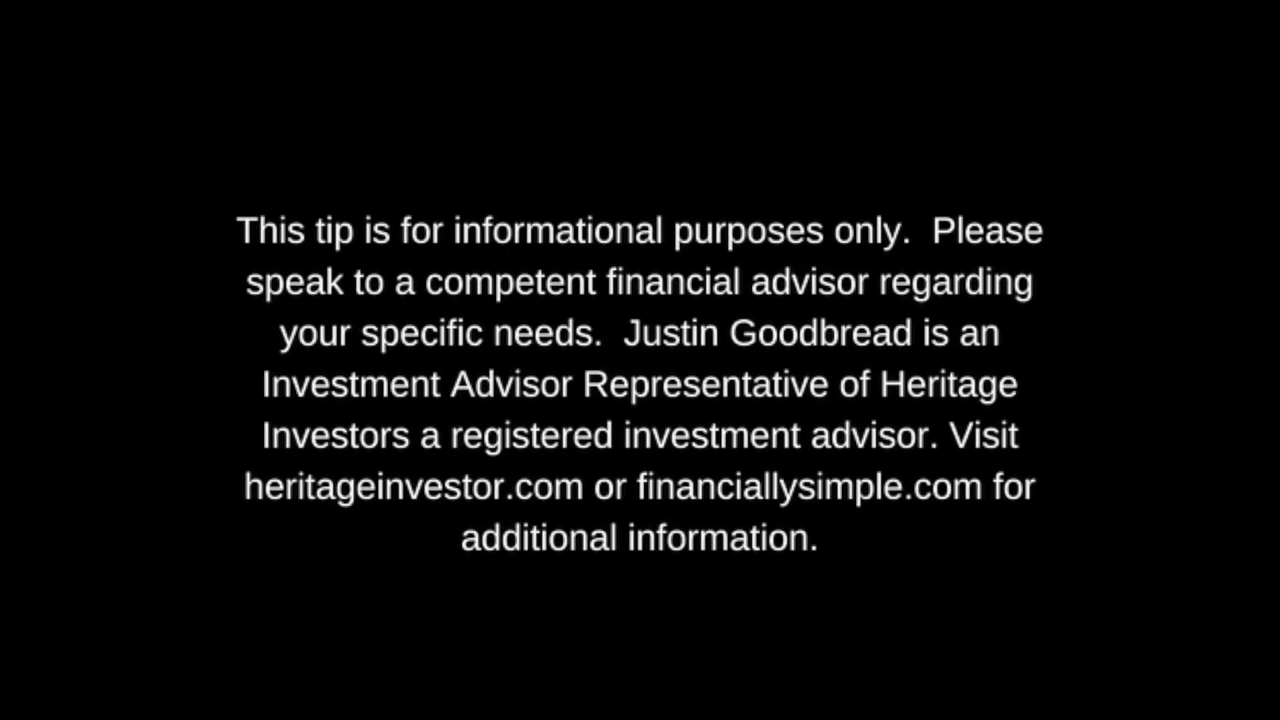 This tip is for informational purposes only.  Please
speak to a competent financial advisor regarding
your specific needs.  Justin Goodbread is an
Investment Advisor Representative of Heritage
Investors a registered investment advisor. Visit
heritageinvestor.com or financiallysimple.com for
additional information.